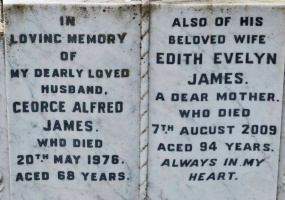 IN
LOVING MEMORY
OF
MY DEARLY LOVED
HUSBAND,
GEORGE ALFRED
JAMES.
WHO DIED
20TH MAY 1976.
AGED 68 YEARS.
ALSO OF HIS
BELOVED WIFE
EDITH EVELYN
JAMES.
A DEAR MOTHER.
WHO DIED
7TH AUGUST 2009
AGED 94 YEARS.
ALWAYS IN MY
HEART.